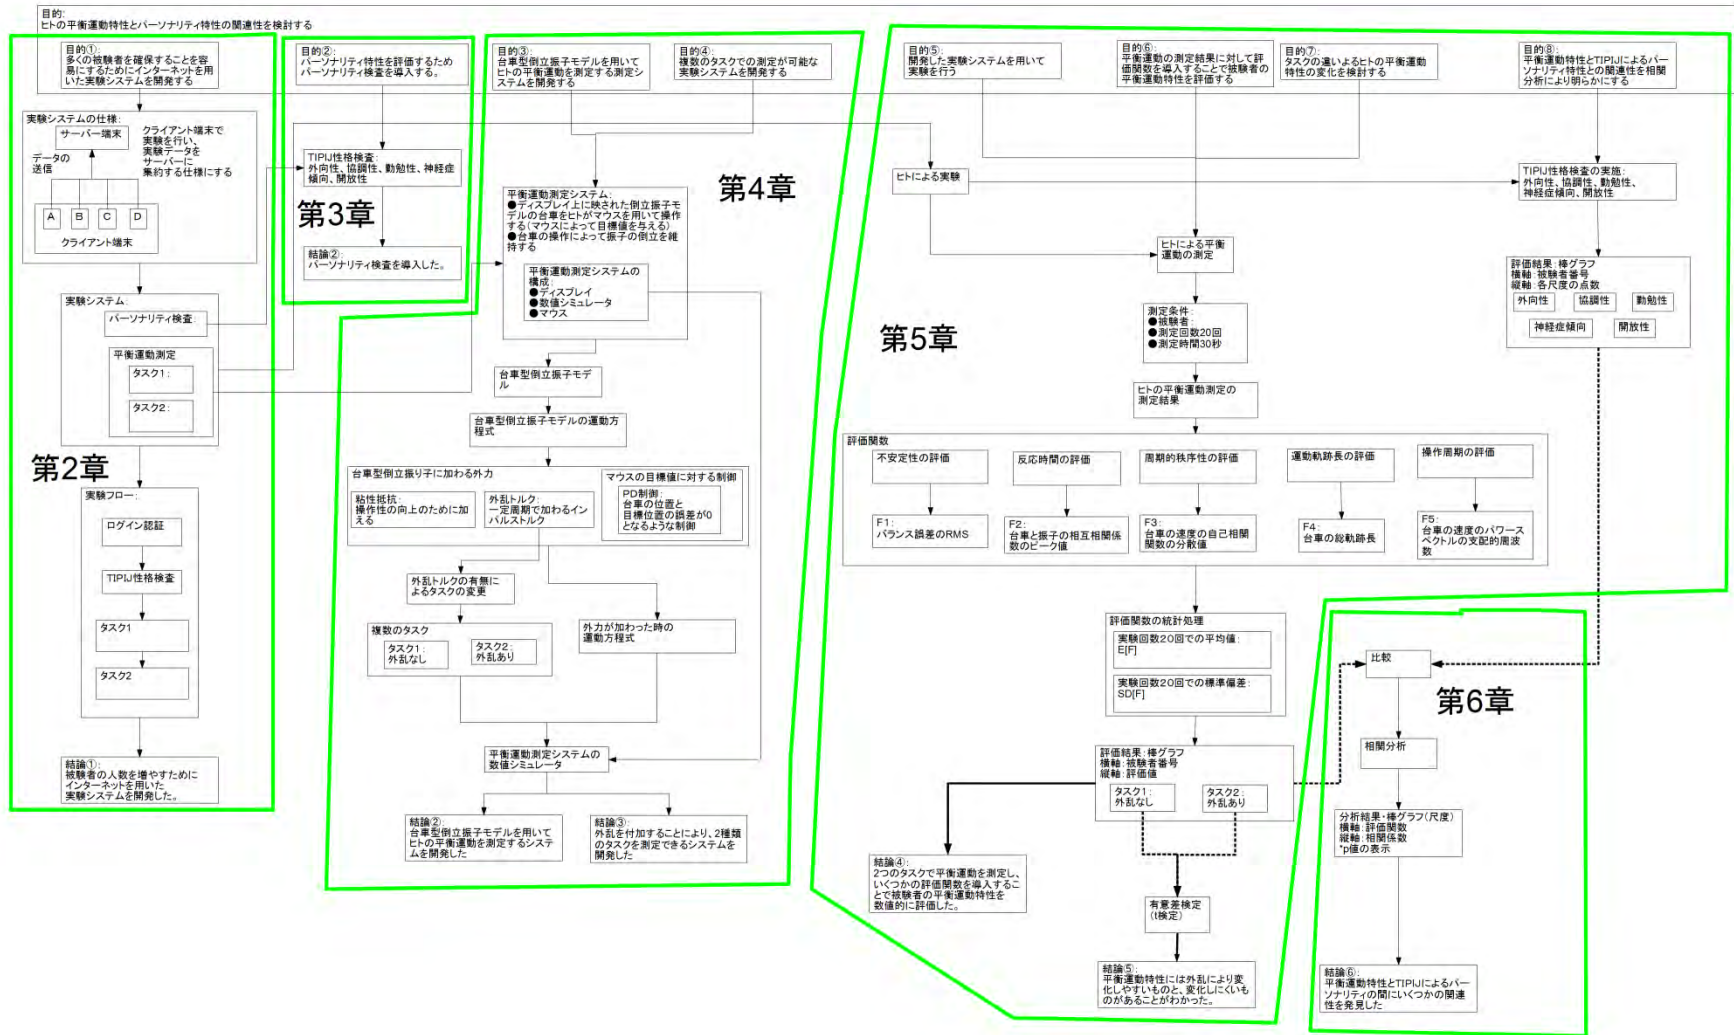 目的:
ヒトの平衡運動特性とパーソナリティ特性の関連性を検討する
目的①:
多くの被験者を確保することを容
易にするためにインターネットを用
いた実験システムを開発する
実験システムの仕様:
サーバー端末
データの
送信
クライアント端末で
実験を行い、
実験データを
サーバーに
集約する仕様にする
A
B
C
D
クライアント端末
実験システム:
パーソナリティ検査:
平衡運動測定
タスク1:
タスク2:
第2章
実験フロー:
ログイン認証
TIPIJ性格検査
タスク1
タスク2
結論①:
被験者の人数を増やすために
インターネットを用いた
実験システムを開発した。
目的②:
パーソナリティ特性を評価するため
パーソナリティ検査を導入する。
TIPIJ性格検査:
外向性、協調性、勤勉性、神経症
傾向、開放性
第3章
結論②:
パーソナリティ検査を導入した。
目的③:
台車型倒立振子モデルを用いて
ヒトの平衡運動を測定する測定シ
ステムを開発する
目的④:
複数のタスクでの測定が可能な
実験システムを開発する
第4章
平衡運動測定システム:
●ディスプレイ上に映された倒立振子モ
デルの台車をヒトがマウスを用いて操作
する(マウスによって目標値を与える)
●台車の操作によって振子の倒立を維
持する
平衡運動測定システムの
構成:
●ディスプレイ
●数値シミュレータ
●マウス
台車型倒立振子モデ
ル
台車型倒立振子モデルの運動方
程式
台車型倒立振り子に加わる外力
粘性抵抗:
操作性の向上のために加
える
外乱トルク:
一定周期で加わるイン
パルストルク
マウスの目標値に対する制御
PD制御:
台車の位置と
目標位置の誤差が0
となるような制御
外乱トルクの有無に
よるタスクの変更
複数のタスク
タスク1:
外乱なし
タスク2:
外乱あり
外力が加わった時の
運動方程式
平衡運動測定システムの
数値シミュレータ
結論②:
台車型倒立振子モデルを用いて
ヒトの平衡運動を測定するシステ
ムを開発した
結論③:
外乱を付加することにより、2種類
のタスクを測定できるシステムを
開発した
目的⑤:
開発した実験システムを用いて
実験を行う
目的⑥:
平衡運動の測定結果に対して評
価関数を導入することで被験者の
平衡運動特性を評価する
目的⑦:
タスクの違いによるヒトの平衡運動
特性の変化を検討する
目的⑧:
平衡運動特性とTIPIJによるパー
ソナリティ特性との関連性を相関
分析により明らかにする
ヒトによる実験
TIPIJ性格検査の実施:
外向性、協調性、勤勉性、
神経症傾向、開放性
ヒトによる平衡
運動の測定
評価結果:棒グラフ
横軸:被験者番号
縦軸:各尺度の点数
外向性
協調性
勤勉性
神経症傾向
開放性
第5章
測定条件:
●被験者:
●測定回数20回
●測定時間30秒
ヒトの平衡運動測定の
測定結果
評価関数
不安定性の評価
反応時間の評価
周期的秩序性の評価
運動軌跡長の評価
操作周期の評価
F1:
バランス誤差のRMS
F2:
台車と振子の相互相関係
数のピーク値
F3:
台車の速度の自己相関
関数の分散値
F4:
台車の総軌跡長
F5:
台車の速度のパワース
ペクトルの支配的周波
数
評価関数の統計処理
実験回数20回での平均値:
E[F]
実験回数20回での標準偏差:
SD[F]
評価結果:棒グラフ
横軸:被験者番号
縦軸:評価値
タスク1:
外乱なし
タスク2:
外乱あり
結論④:
2つのタスクで平衡運動を測定し、
いくつかの評価関数を導入するこ
とで被験者の平衡運動特性を
数値的に評価した。
有意差検定
(t検定)
結論⑤:
平衡運動特性には外乱により変
化しやすいものと、変化しにくいも
のがあることがわかった。
比較
第6章
相関分析
分析結果・棒グラフ(尺度)
横軸:評価関数
縦軸:相関係数
*p値の表示
結論⑥:
平衡運動特性とTIPIJによるパー
ソナリティの間にいくつかの関連
性を発見した